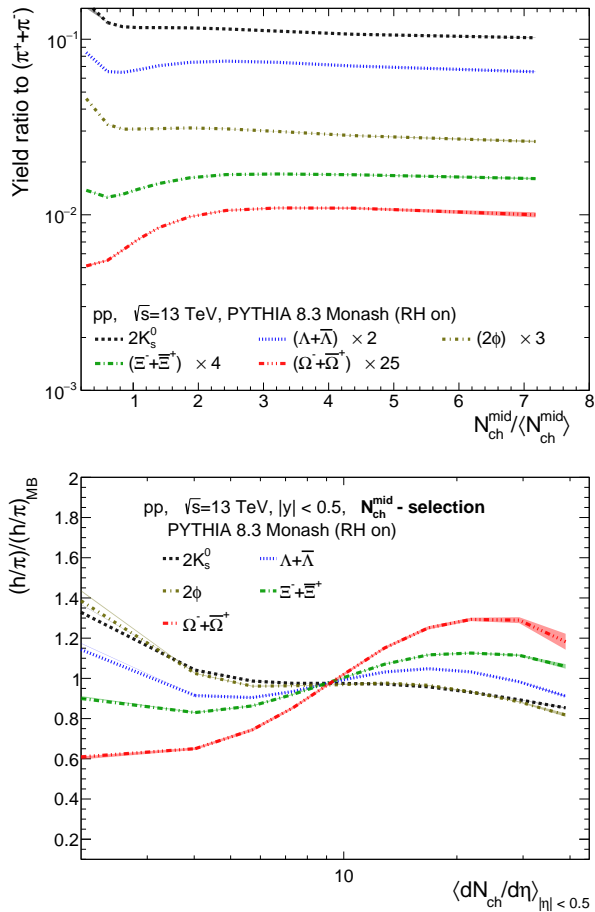 10⁻¹
10⁻²
10⁻³
Yield ratio to (π⁺+π⁻)
pp, √s=13 TeV, PYTHIA 8.3 Monash (RH on)
2K⁰ₛ (Λ+Λ̅) × 2 (2ϕ) × 3
(Ξ⁻+Ξ̅⁺) × 4 (Ω⁻+Ω̅⁺) × 25
1 2 3 4 5 6 7 8
N_ch^mid/⟨N_ch^mid⟩
2
1.8
1.6
1.4
1.2
1
0.8
0.6
0.4
0.2
(h/π)/(h/π)_MB
pp, √s=13 TeV, |y| < 0.5, N_ch^mid - selection
PYTHIA 8.3 Monash (RH on)
2K⁰ₛ Λ+Λ̅
2ϕ Ξ⁻+Ξ̅⁺
Ω⁻+Ω̅⁺
10
⟨dN_ch/dη⟩_|η| < 0.5